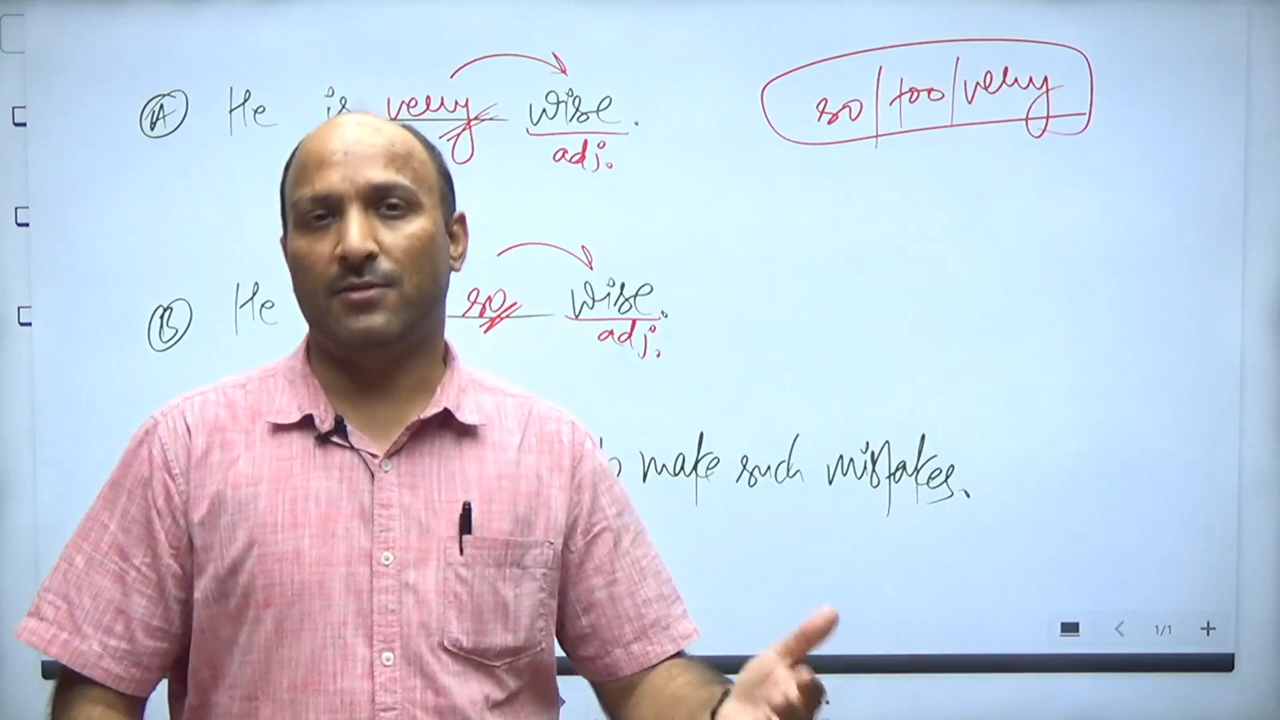 Ⓐ He is very wise. so/too/very
adj.
Ⓑ He so wise.
adj.
make such mistakes.
1/1